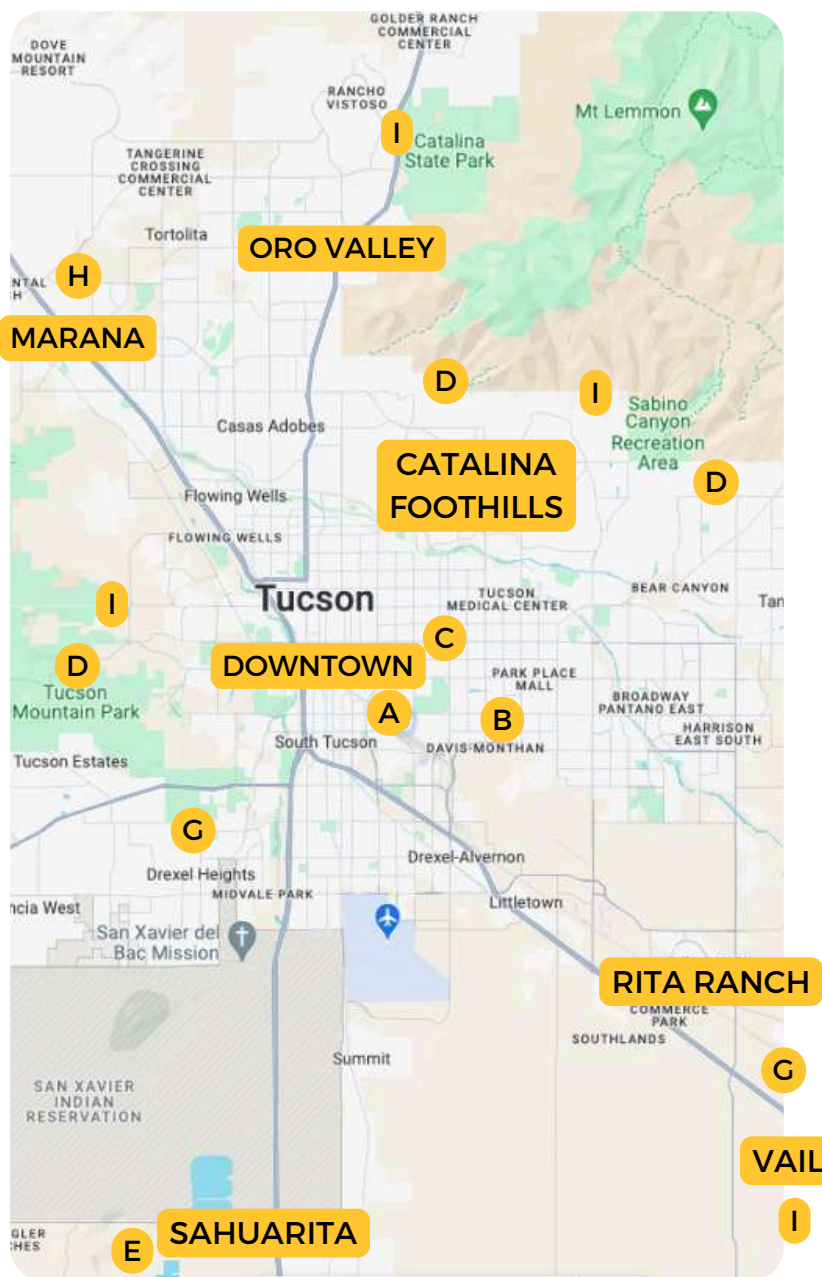 GOLDER RANCH
COMMERCIAL
CENTER
DOVE
MOUNTAIN
RESORT
RANCHO
VISTOSO
Mt Lemmon
I
Catalina
State Park
TANGERINE
CROSSING
COMMERCIAL
CENTER
Tortolita
ORO VALLEY
H
MARANA
D
I
Sabino
Canyon
Recreation
Area
Casas Adobes
CATALINA
FOOTHILLS
D
Flowing Wells
FLOWING WELLS
Tucson
TUCSON
MEDICAL CENTER
BEAR CANYON
I
C
DOWNTOWN
D
Tucson
Mountain Park
PARK PLACE
MALL
BROADWAY
PANTANO EAST
A
B
HARRISON
EAST SOUTH
South Tucson
DAVIS-MONTHAN
Tucson Estates
G
Drexel Heights
Drexel-Alvernon
MIDVALE PARK
Littletown
West
San Xavier del
Bac Mission
RITA RANCH
COMMERCE
PARK
SOUTHLANDS
Summit
G
SAN XAVIER
INDIAN
RESERVATION
VAIL
I
SAHUARITA
E